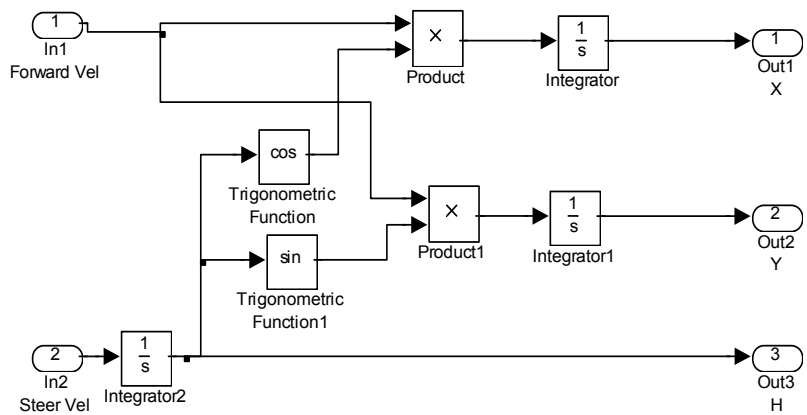 1
In1
Forward Vel
×
Product
1
s
Integrator
1
Out1
X
cos
Trigonometric
Function
×
Product1
1
s
Integrator1
2
Out2
Y
sin
Trigonometric
Function1
2
In2
Steer Vel
1
s
Integrator2
3
Out3
H